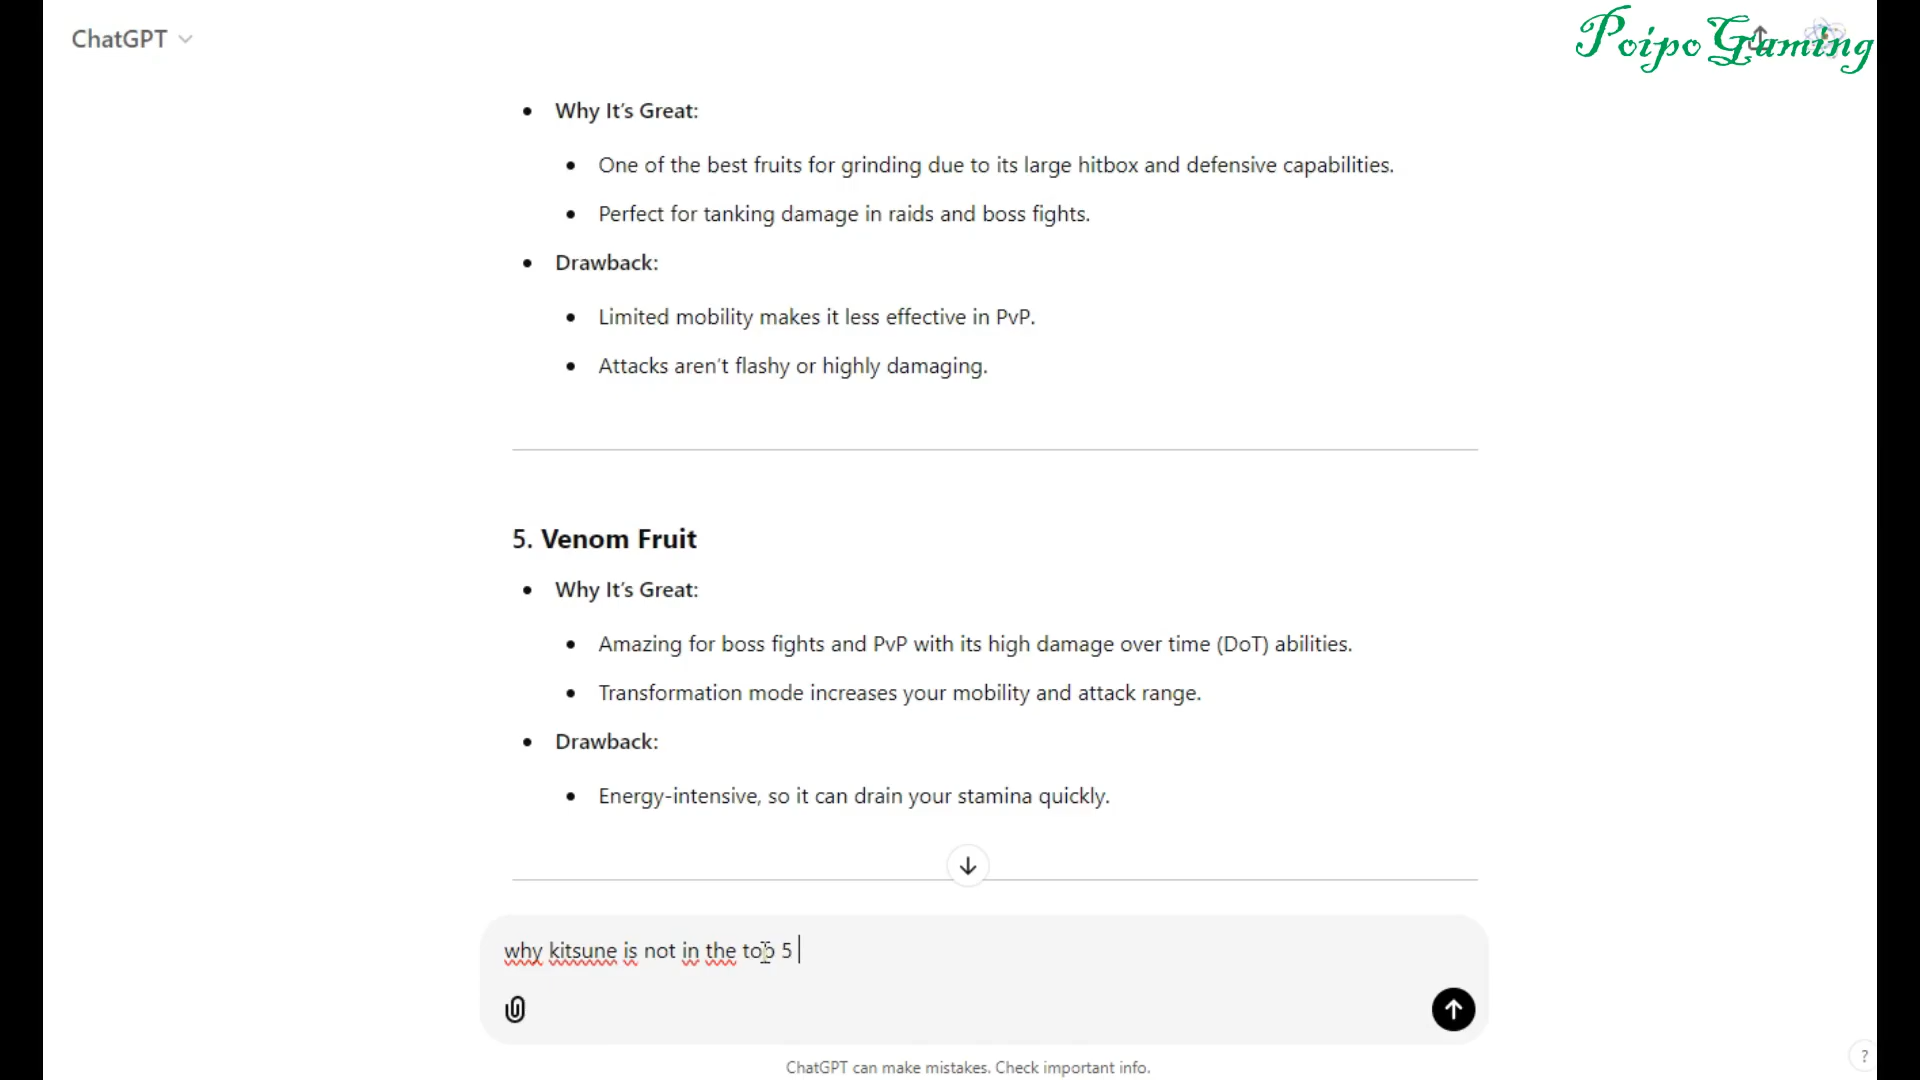 ChatGPT
Poipo Gaming
• Why It's Great:
• One of the best fruits for grinding due to its large hitbox and defensive capabilities.
• Perfect for tanking damage in raids and boss fights.
• Drawback:
• Limited mobility makes it less effective in PvP.
• Attacks aren't flashy or highly damaging.
5. Venom Fruit
• Why It's Great:
• Amazing for boss fights and PvP with its high damage over time (DoT) abilities.
• Transformation mode increases your mobility and attack range.
• Drawback:
• Energy-intensive, so it can drain your stamina quickly.
why kitsune is not in the top 5
ChatGPT can make mistakes. Check important info.
?